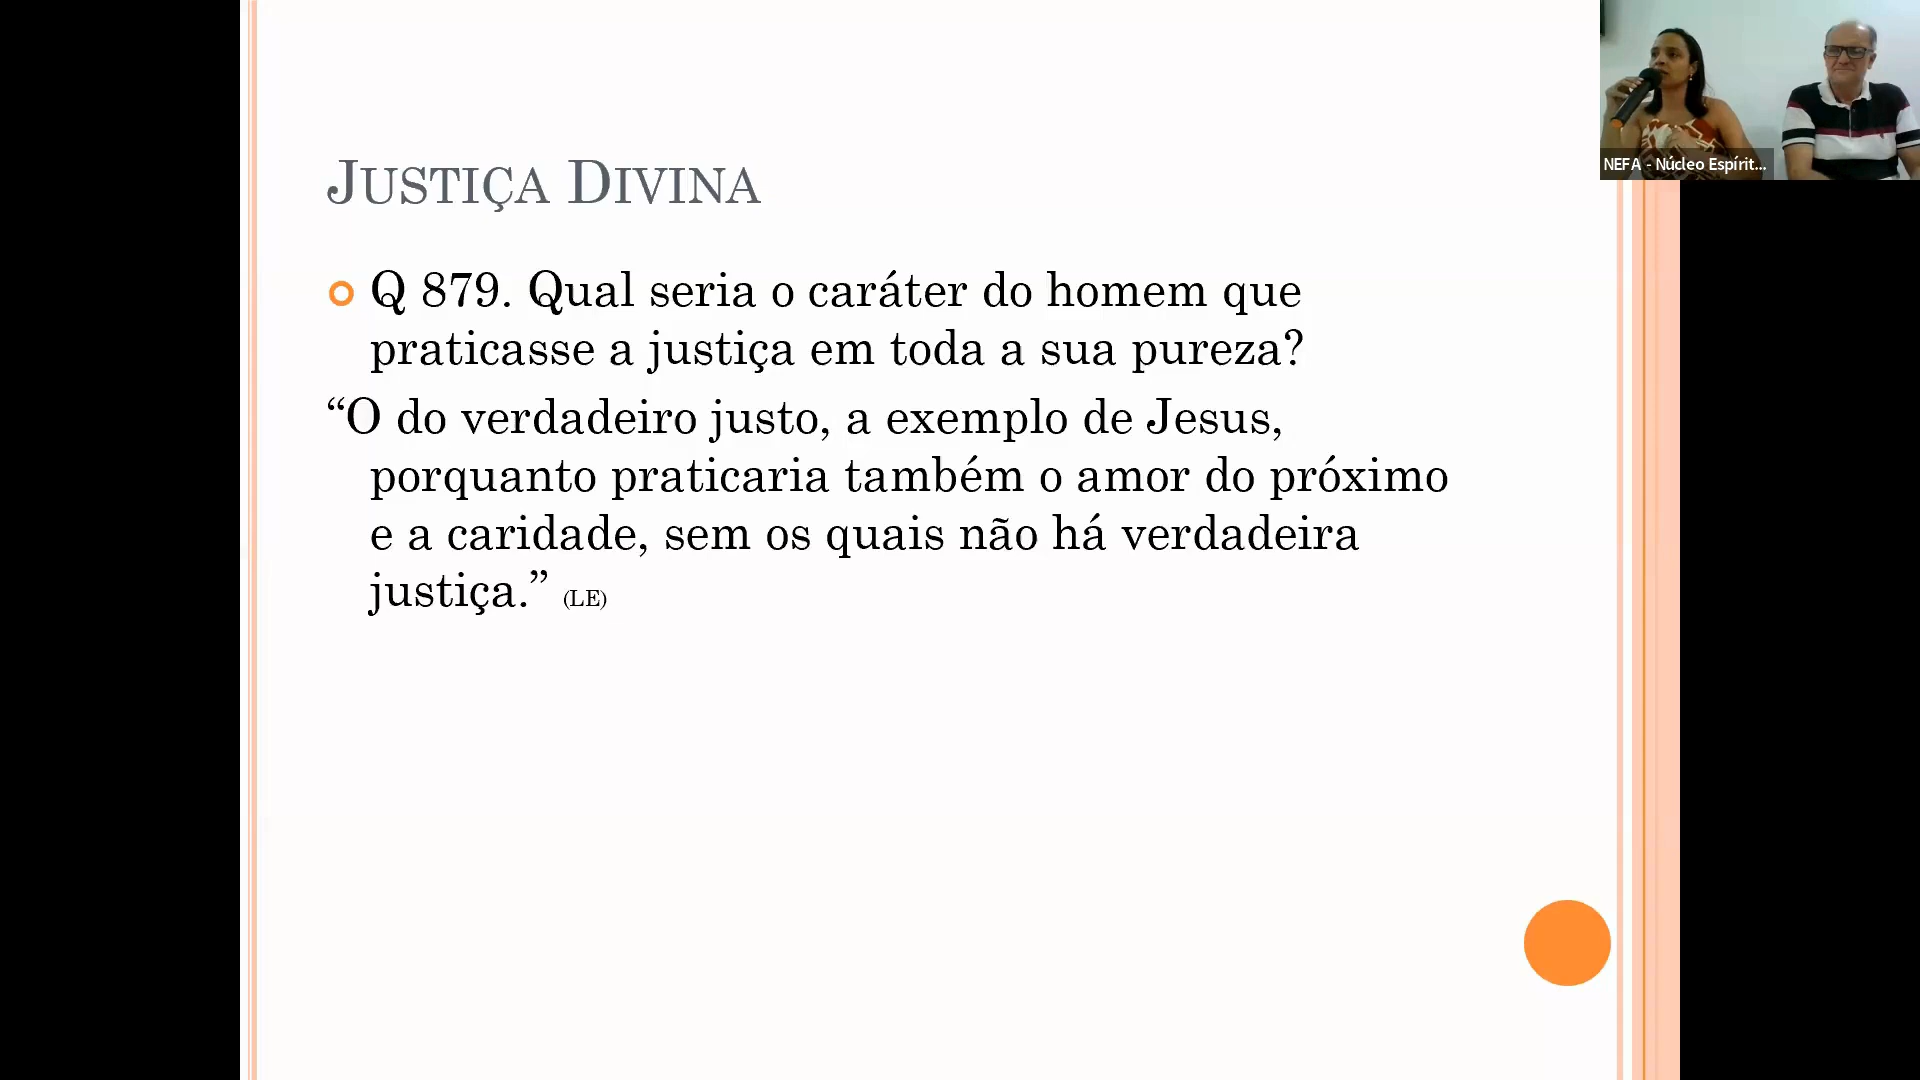 JUSTIÇA DIVINA
Q 879. Qual seria o caráter do homem que
praticasse a justiça em toda a sua pureza?
“O do verdadeiro justo, a exemplo de Jesus,
porquanto praticaria também o amor do próximo
e a caridade, sem os quais não há verdadeira
justiça.” (LE)
NEFA - Núcleo Espírit...